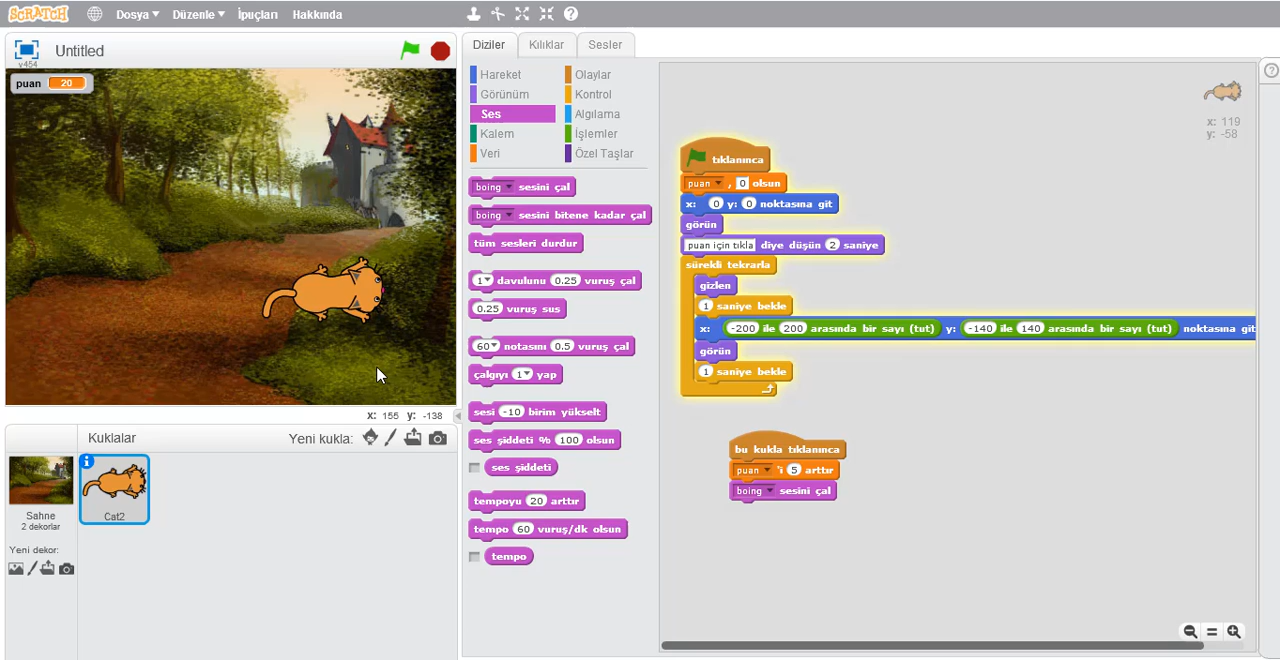 SCRATCH Dosya Düzenle İpuçları Hakkında
Untitled
v454
puan 20
x: 155 y: -138
Kuklalar Yeni kukla:
Sahne
2 dekorlar
Yeni dekor:
Cat2
Diziler Kılıklar Sesler
Hareket Olaylar
Görünüm Kontrol
Ses Algılama
Kalem İşlemler
Veri Özel Taşlar
boing sesini çal
boing sesini bitene kadar çal
tüm sesleri durdur
1 davulunu 0.25 vuruş çal
0.25 vuruş sus
60 notasını 0.5 vuruş çal
çalgıyı 1 yap
sesi -10 birim yükselt
ses şiddeti % 100 olsun
ses şiddeti
tempoyu 20 arttır
tempo 60 vuruş/dk olsun
tempo
x: 119
y: -58
tıklanınca
puan , 0 olsun
x: 0 y: 0 noktasına git
görün
puan için tıkla diye düşün 2 saniye
sürekli tekrarla
gizlen
1 saniye bekle
x: -200 ile 200 arasında bir sayı (tut) y: -140 ile 140 arasında bir sayı (tut) noktasına git
görün
1 saniye bekle
bu kukla tıklanınca
puan 'i 5 arttır
boing sesini çal